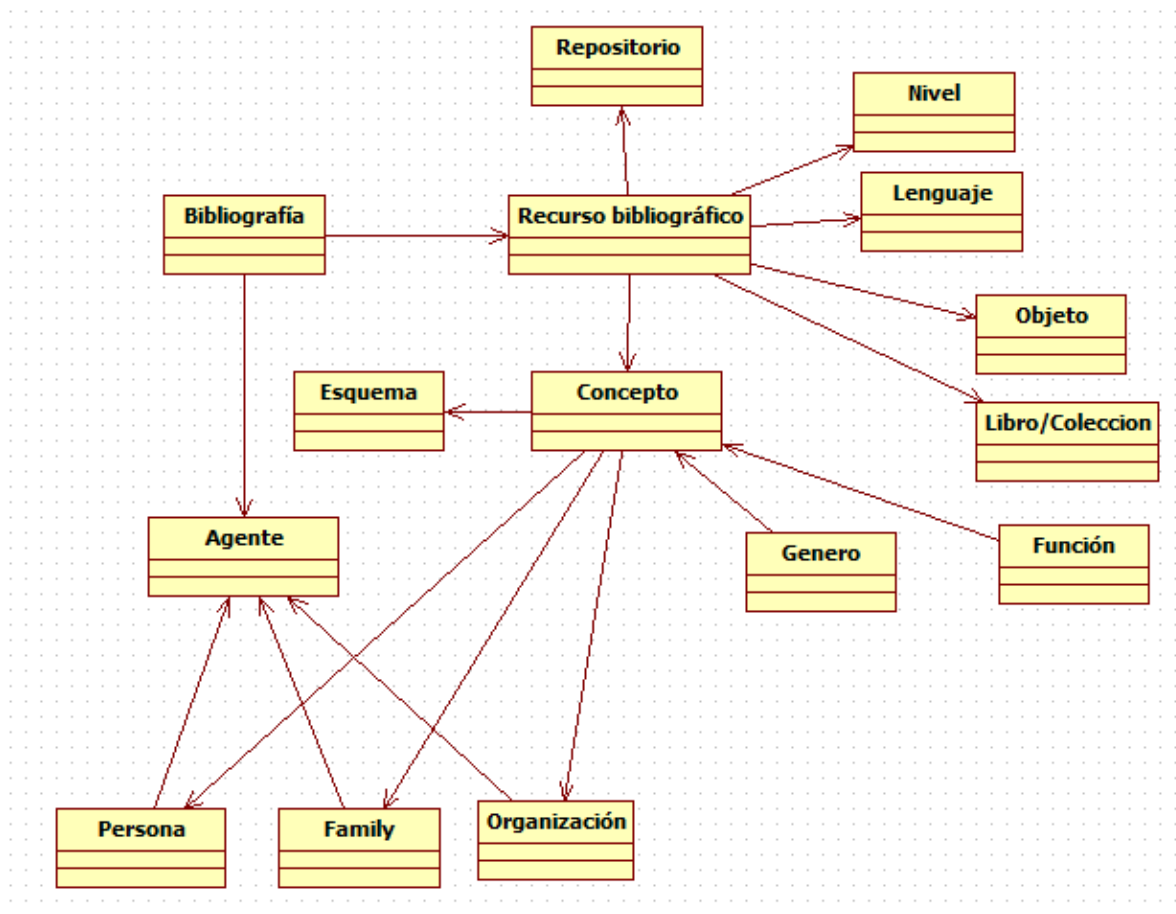 Repositorio
Nivel
Lenguaje
Bibliografía
Recurso bibliográfico
Objeto
Esquema
Concepto
Libro/Coleccion
Agente
Genero
Función
Persona
Family
Organización